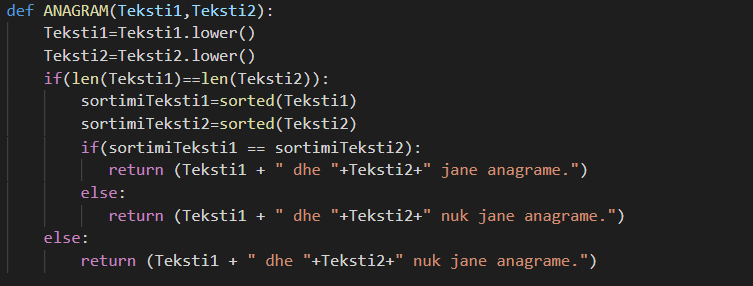 def ANAGRAM(Teksti1,Teksti2):
    Teksti1=Teksti1.lower()
    Teksti2=Teksti2.lower()
    if(len(Teksti1)==len(Teksti2)):
        sortimiTeksti1=sorted(Teksti1)
        sortimiTeksti2=sorted(Teksti2)
        if(sortimiTeksti1 == sortimiTeksti2):
           return (Teksti1 + " dhe "+Teksti2+" jane anagrame.")
        else:
           return (Teksti1 + " dhe "+Teksti2+" nuk jane anagrame.")
    else:
        return (Teksti1 + " dhe "+Teksti2+" nuk jane anagrame.")